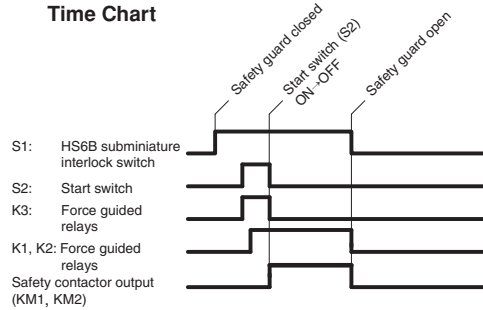 Time Chart
Safety guard closed
Start switch (S2)
ON→OFF
Safety guard open
S1: HS6B subminiature
interlock switch
S2: Start switch
K3: Force guided
relays
K1, K2: Force guided
relays
Safety contactor output
(KM1, KM2)